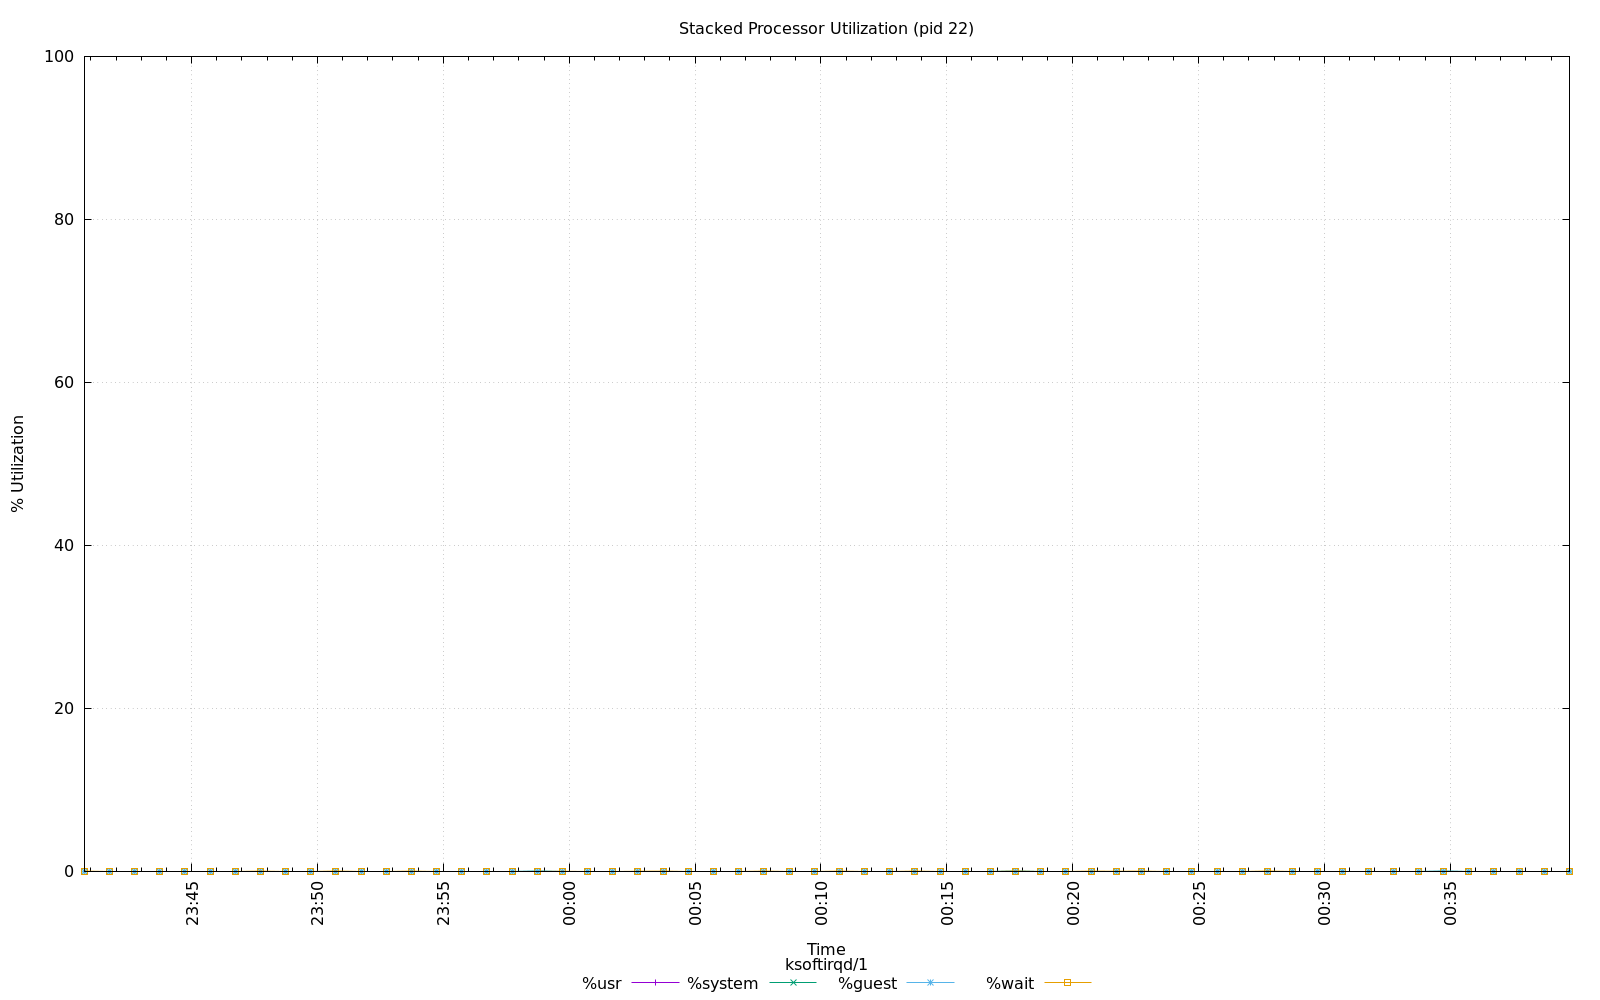 Stacked Processor Utilization (pid 22)
100
80
60
40
20
0
% Utilization
23:45 23:50 23:55 00:00 00:05 00:10 00:15 00:20 00:25 00:30 00:35
Time
ksoftirqd/1
%usr %system %guest %wait